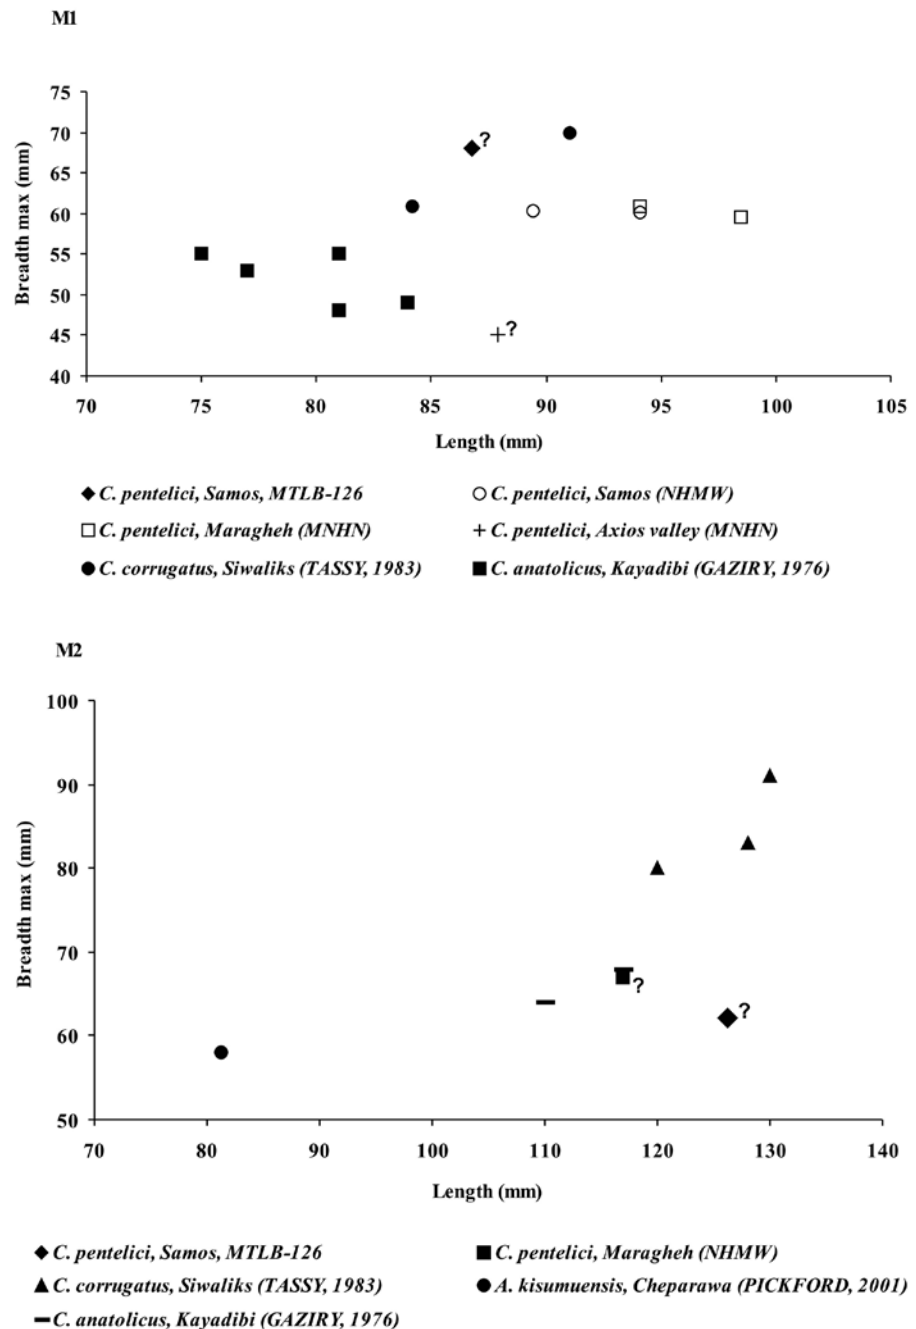 M1
75
70
65
60
55
50
45
40
Breadth max (mm)
?
?
70 75 80 85 90 95 100 105
Length (mm)
C. pentelici, Samos, MTLB-126
C. pentelici, Samos (NHMW)
C. pentelici, Maragheh (MNHN)
C. pentelici, Axios valley (MNHN)
C. corrugatus, Siwaliks (TASSY, 1983)
C. anatolicus, Kayadibi (GAZIRY, 1976)
M2
100
90
80
70
60
50
Breadth max (mm)
?
?
70 80 90 100 110 120 130 140
Length (mm)
C. pentelici, Samos, MTLB-126
C. pentelici, Maragheh (NHMW)
C. corrugatus, Siwaliks (TASSY, 1983)
A. kisumuensis, Cheparawa (PICKFORD, 2001)
C. anatolicus, Kayadibi (GAZIRY, 1976)